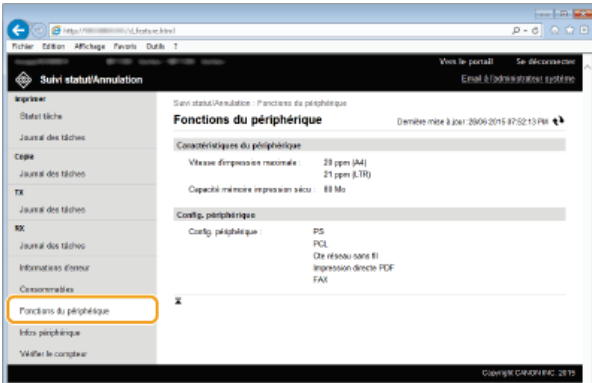 http://
/d_feature.html
Fichier Edition Affichage Favoris Outils ?
Vers le portail Se déconnecter
Suivi statut/Annulation
Email à l'administrateur système
Imprimer
Statut tâche
Journal des tâches
Copie
Journal des tâches
TX
Journal des tâches
RX
Journal des tâches
Informations d'erreur
Consommables
Fonctions du périphérique
Infos périphérique
Vérifier le compteur
Suivi statut/Annulation : Fonctions du périphérique
Fonctions du périphérique
Dernière mise à jour: 28/06 2015 07:52:13 PM
Caractéristiques du périphérique
Vitesse d'impression maximale : 20 ppm (A4)
21 ppm (LTR)
Capacité mémoire impression sécu :
Config. périphérique
Config. périphérique : PS
PCL
Cte réseau sans fil
Impression directe PDF
FAX
Copyright CANON INC. 2015